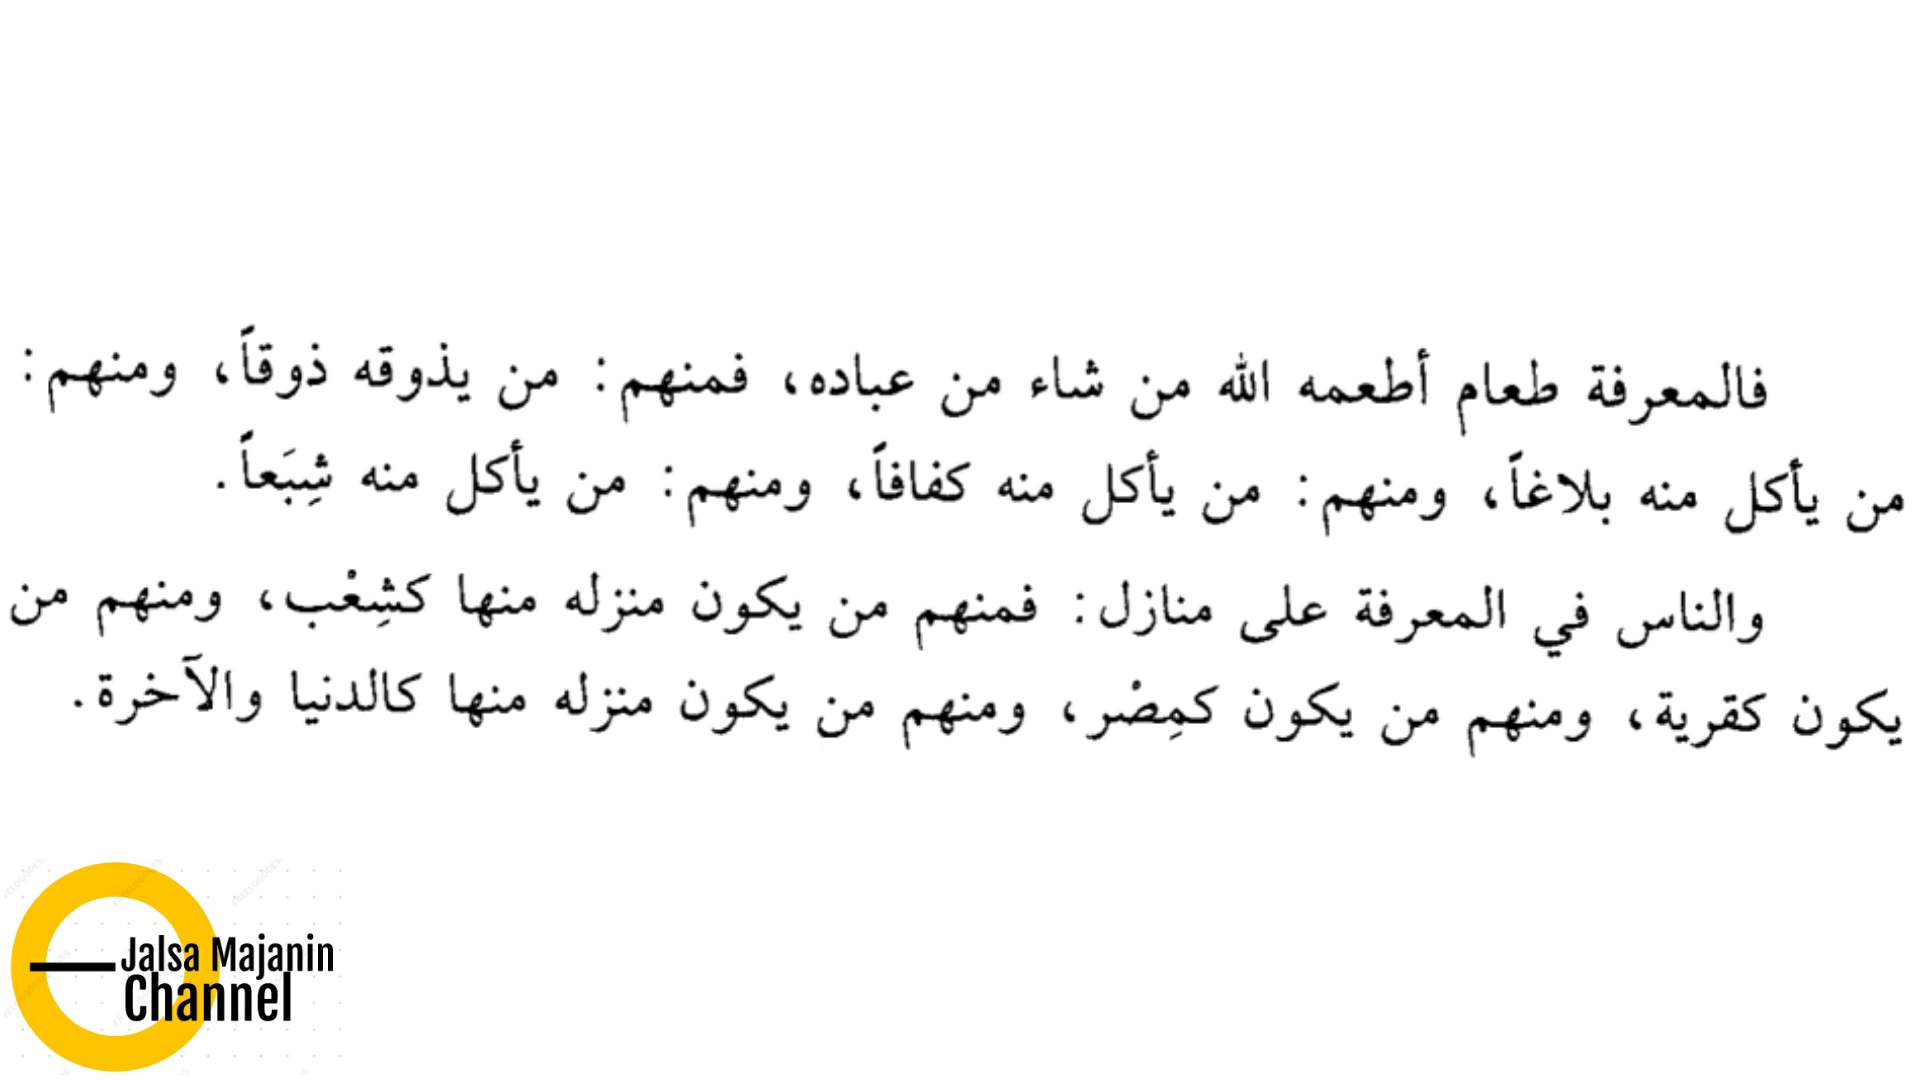 فالمعرفة طعام أطعمه الله من شاء من عباده، فمنهم: من يذوقه ذوقاً، ومنهم:
من يأكل منه بلاغاً، ومنهم: من يأكل منه كفافاً، ومنهم: من يأكل منه شِبَعاً.
والناس في المعرفة على منازل: فمنهم من يكون منزله منها كشِعْب، ومنهم من
يكون كقرية، ومنهم من يكون كمِصْر، ومنهم من يكون منزله منها كالدنيا والآخرة.
Jalsa Majanin
Channel